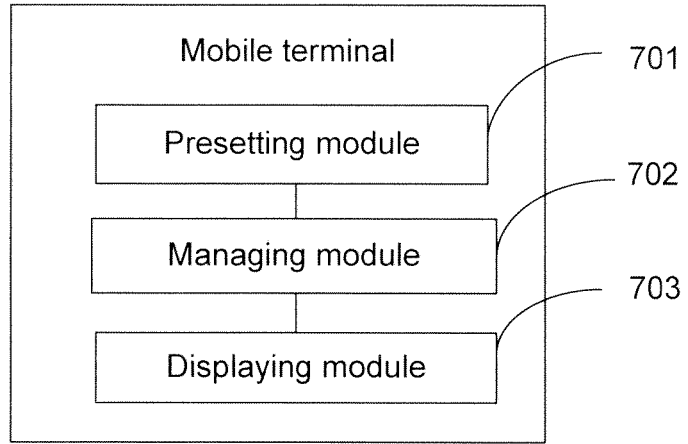 Mobile terminal
701
Presetting module
702
Managing module
703
Displaying module